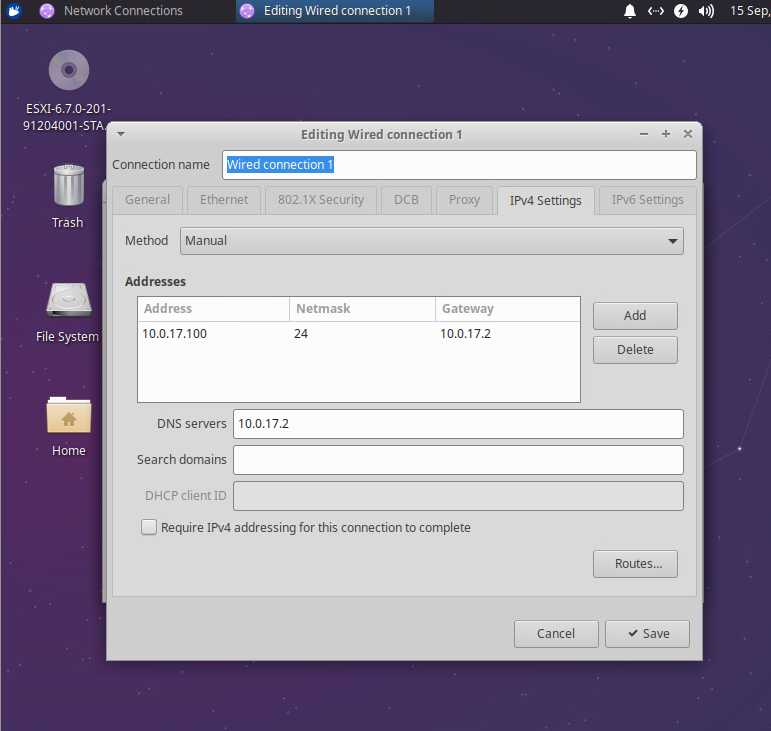 Network Connections
Editing Wired connection 1
15 Sep,
ESXI-6.7.0-201-
91204001-STA...
Trash
File System
Home
Editing Wired connection 1
Connection name
Wired connection 1
General
Ethernet
802.1X Security
DCB
Proxy
IPv4 Settings
IPv6 Settings
Method
Manual
Addresses
Address
Netmask
Gateway
10.0.17.100
24
10.0.17.2
Add
Delete
DNS servers
10.0.17.2
Search domains
DHCP client ID
Require IPv4 addressing for this connection to complete
Routes...
Cancel
Save